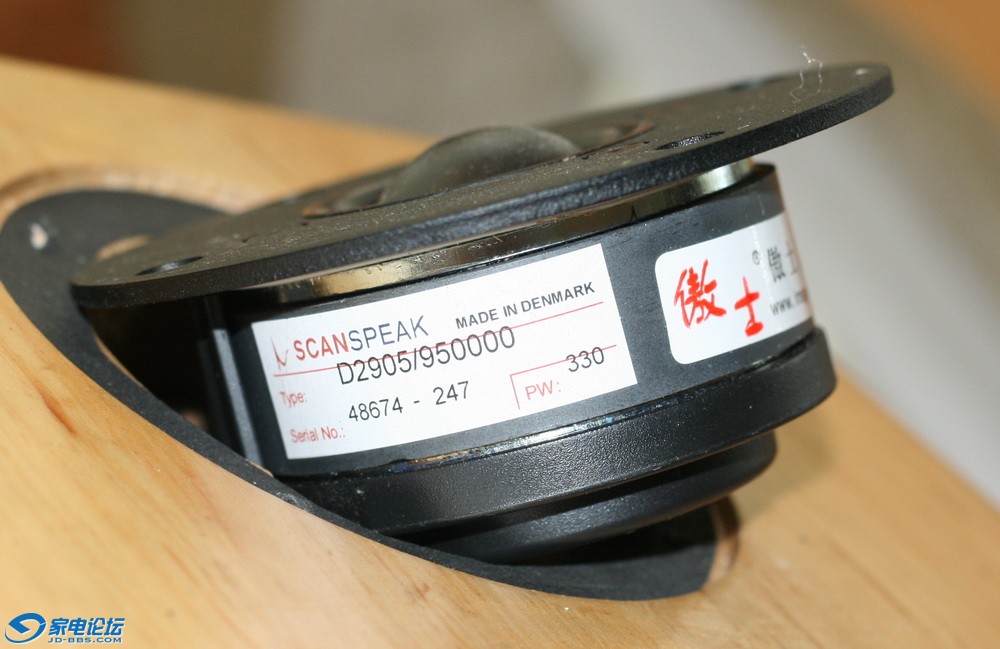 SCANSPEAK MADE IN DENMARK
Type: D2905/950000
Serial No.: 48674 - 247
PW: 330
傲士
®
家电论坛
JD-BBS.COM